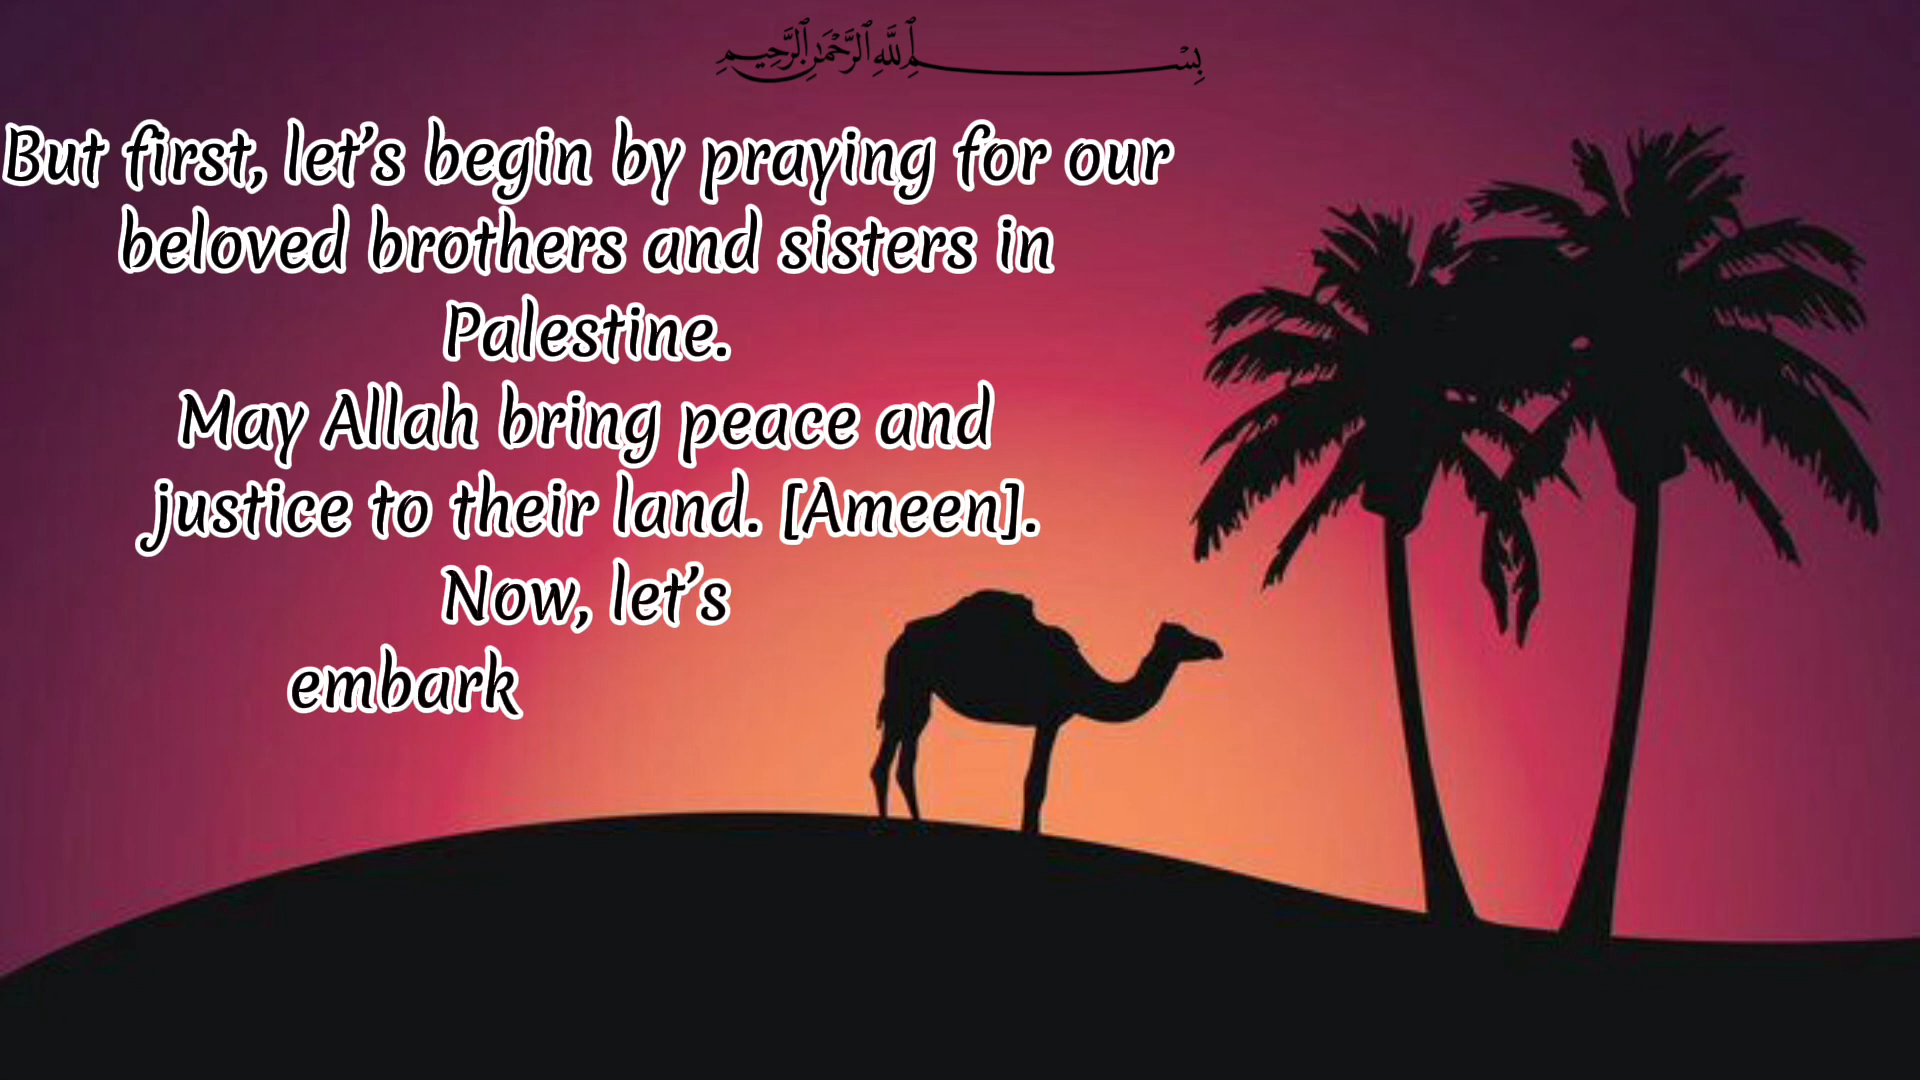 بِسْمِ ٱللَّهِ ٱلرَّحْمَٰنِ ٱلرَّحِيمِ
But first, let’s begin by praying for our
beloved brothers and sisters in
Palestine.
May Allah bring peace and
justice to their land. [Ameen].
Now, let’s
embark